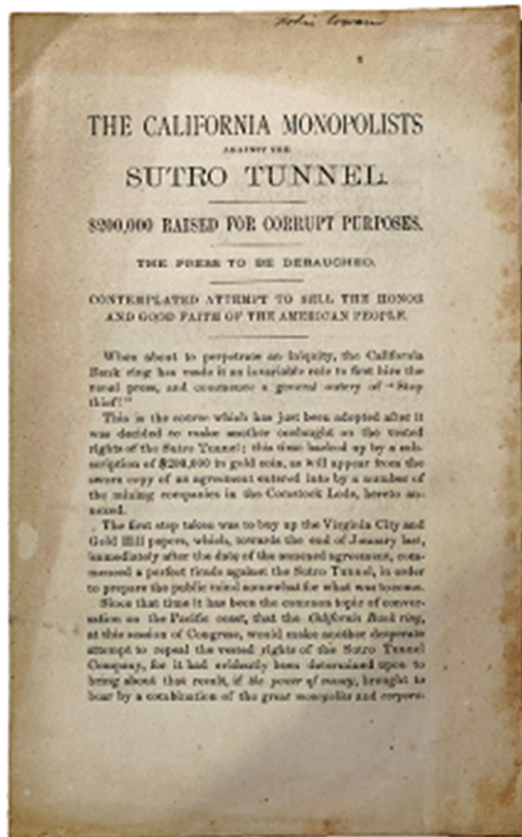 THE CALIFORNIA MONOPOLISTS
AGAINST THE
SUTRO TUNNEL.
$200,000 RAISED FOR CORRUPT PURPOSES.
THE PRESS TO BE DEBAUCHED.
CONTEMPLATED ATTEMPT TO SELL THE HONOR
AND GOOD FAITH OF THE AMERICAN PEOPLE.
When about to perpetrate an iniquity, the California
Bank ring has made it an invariable rule to first hire the
venal press, and commence a general outcry of "Stop
thief!"
This is the course which has just been adopted after it
was decided to make another onslaught on the vested
rights of the Sutro Tunnel; this time backed up by a sub-
scription of $200,000 in gold coin, as will appear from the
sworn copy of an agreement entered into by a number of
the mining companies in the Comstock Lode, hereto an-
nexed.
The first step taken was to buy up the Virginia City and
Gold Hill papers, which, towards the end of January last,
immediately after the date of the annexed agreement, com-
menced a perfect tirade against the Sutro Tunnel, in order
to prepare the public mind somewhat for what was to come.
Since that time it has been the common topic of conver-
sation on the Pacific coast, that the California Bank ring,
at this session of Congress, would make another desperate
attempt to repeal the vested rights of the Sutro Tunnel
Company, for it had evidently been determined upon to
bring about that result, if the power of money, brought to
bear by a combination of the great monopolies and corpora-